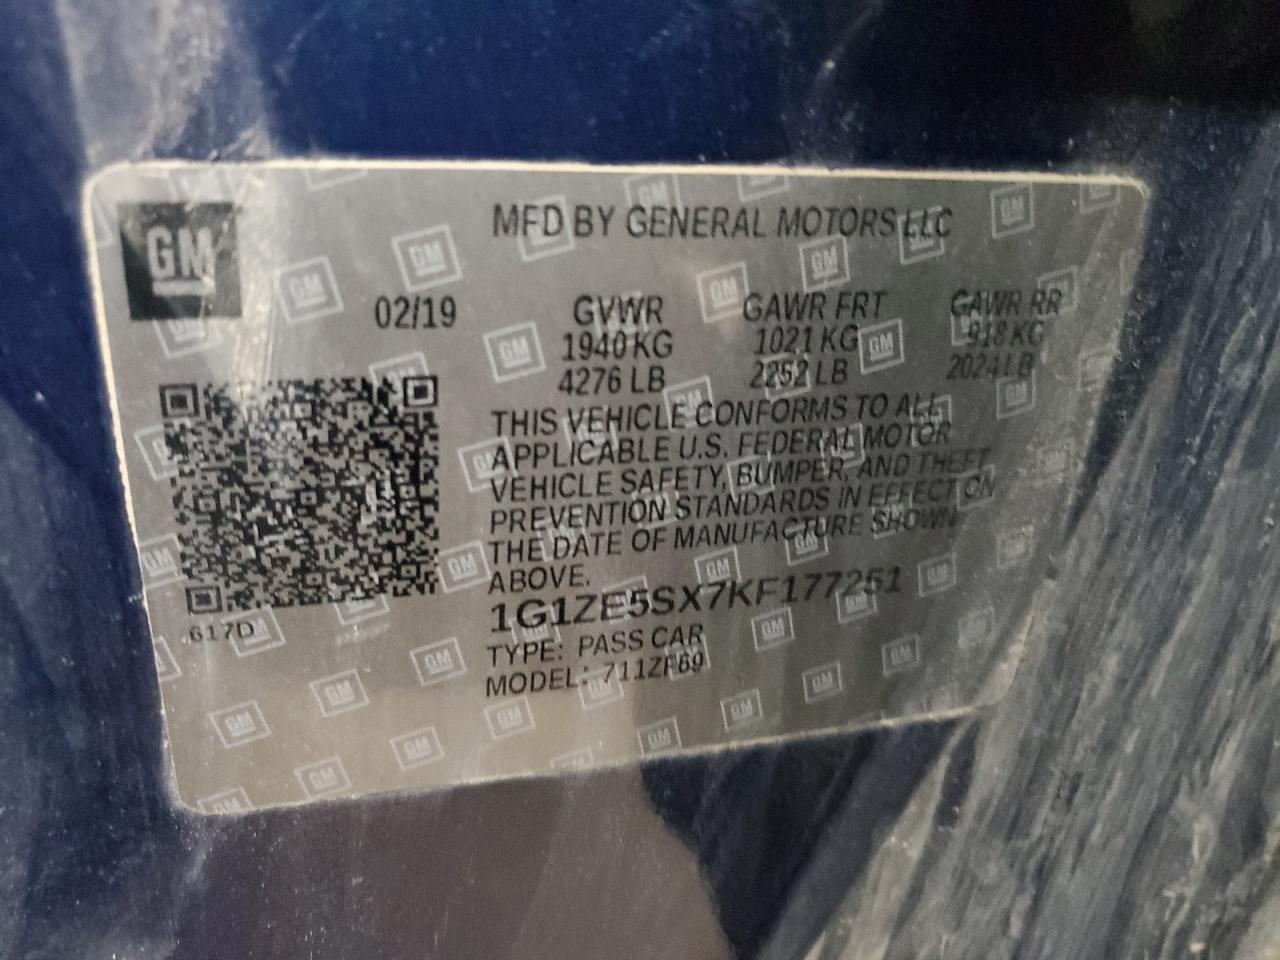 GM
MFD BY GENERAL MOTORS LLC
02/19 GVWR GAWR FRT GAWR RR
1940 KG 1021 KG 918 KG
4276 LB 2252 LB 2024 LB
THIS VEHICLE CONFORMS TO ALL
APPLICABLE U.S. FEDERAL MOTOR
VEHICLE SAFETY, BUMPER, AND THEFT
PREVENTION STANDARDS IN EFFECT ON
THE DATE OF MANUFACTURE SHOWN
ABOVE.
1G1ZE5SX7KF177251
TYPE: PASS CAR
MODEL: 711ZF69
.617D